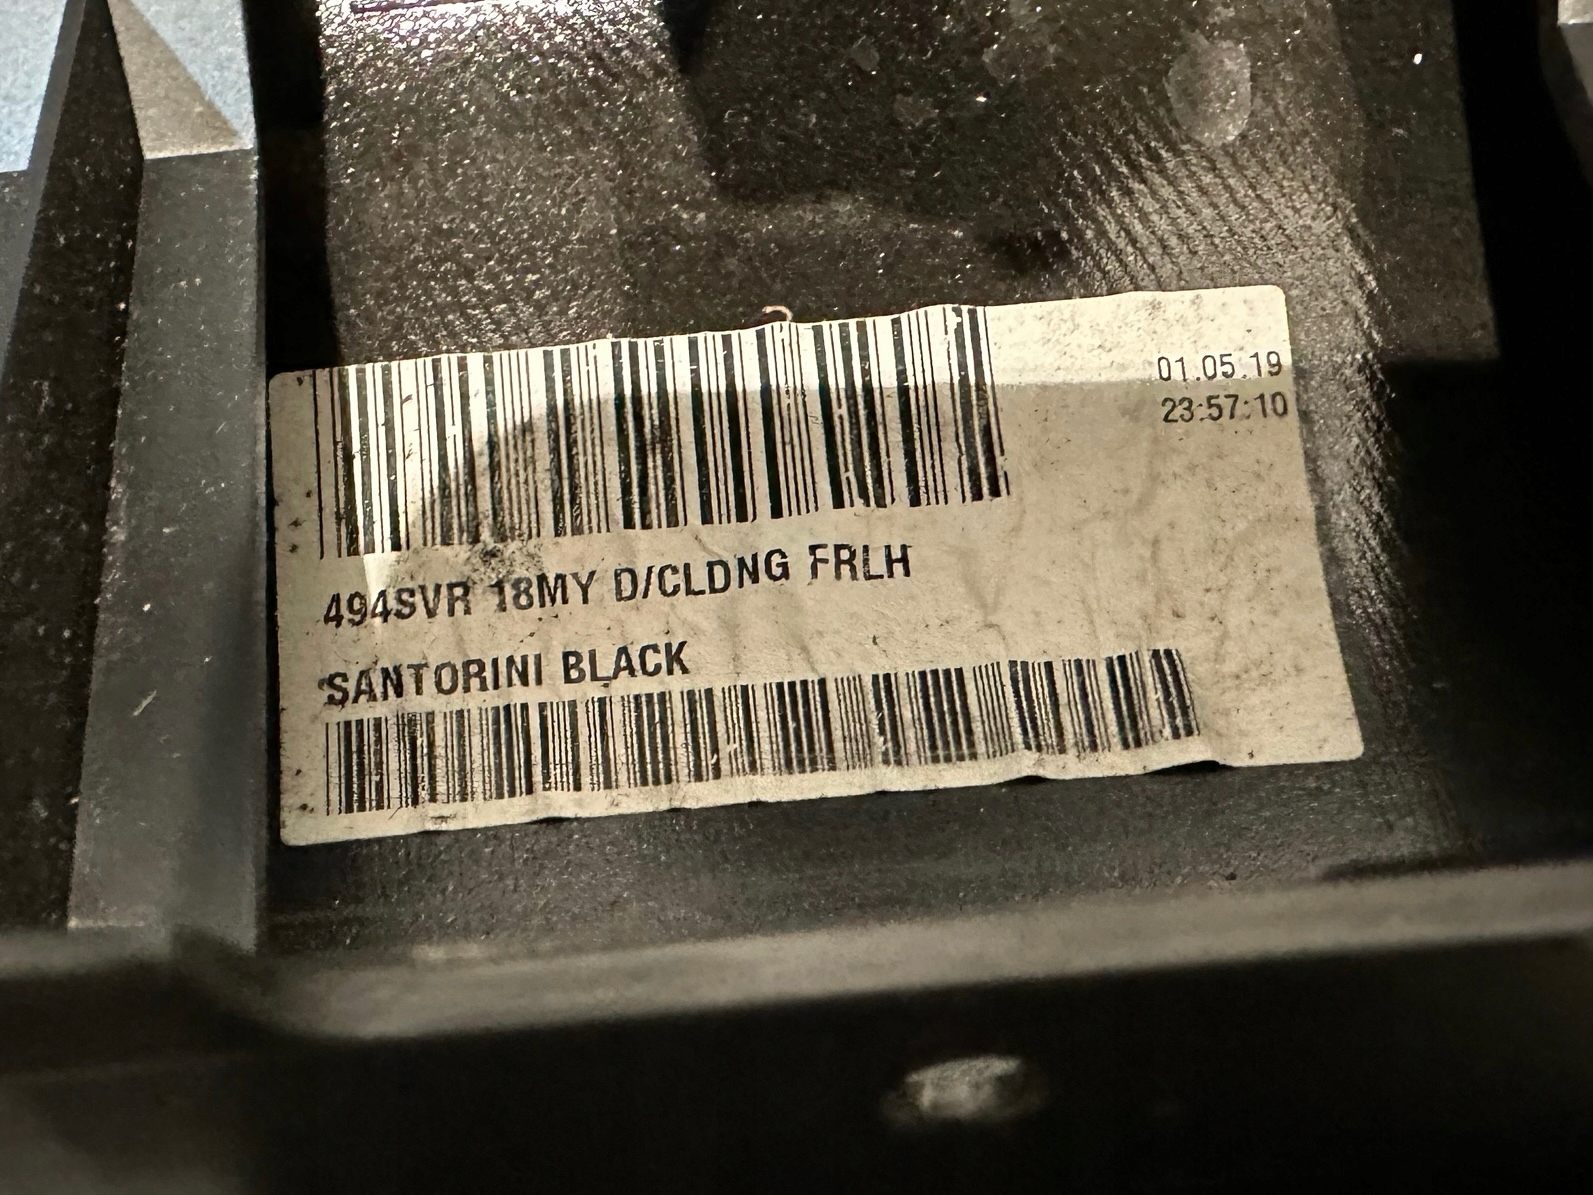 01.05.19
23:57:10
494SVR 18MY D/CLDNG FRLH
SANTORINI BLACK